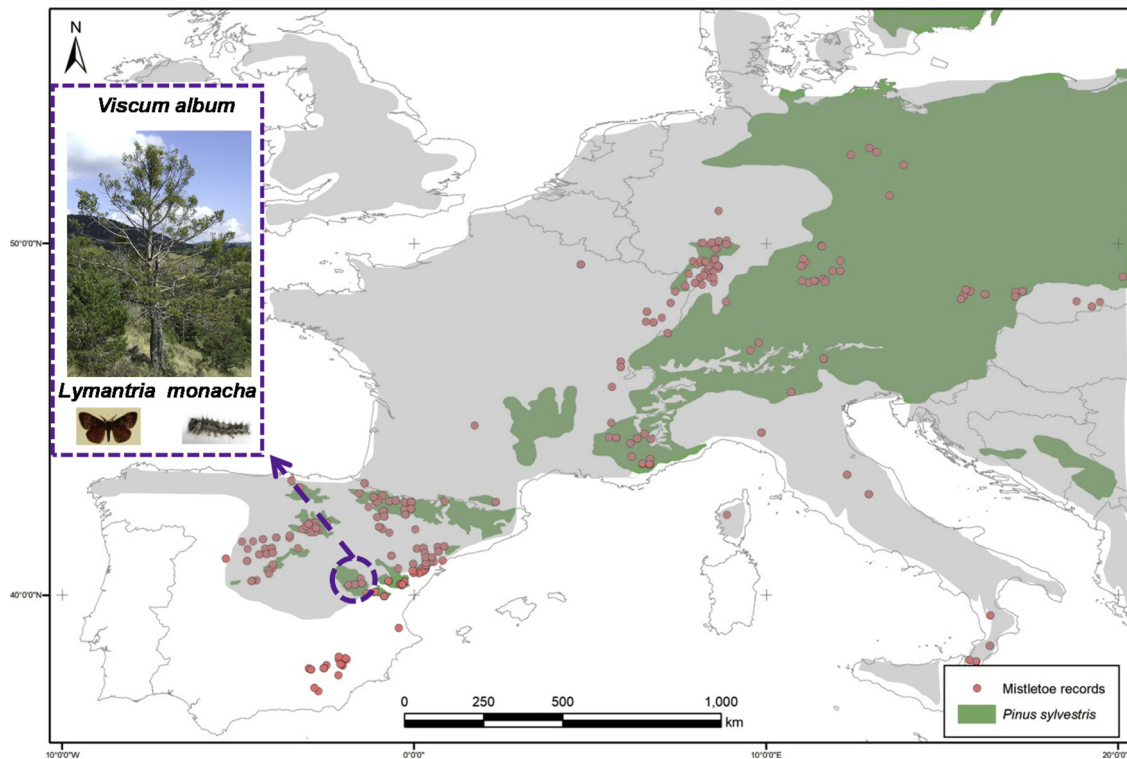 N
Viscum album
Lymantria monacha
50°0'0"N
40°0'0"N
0 250 500 1,000
km
Mistletoe records
Pinus sylvestris
10°0'0"W 0°0'0" 10°0'0"E 20°0'0"